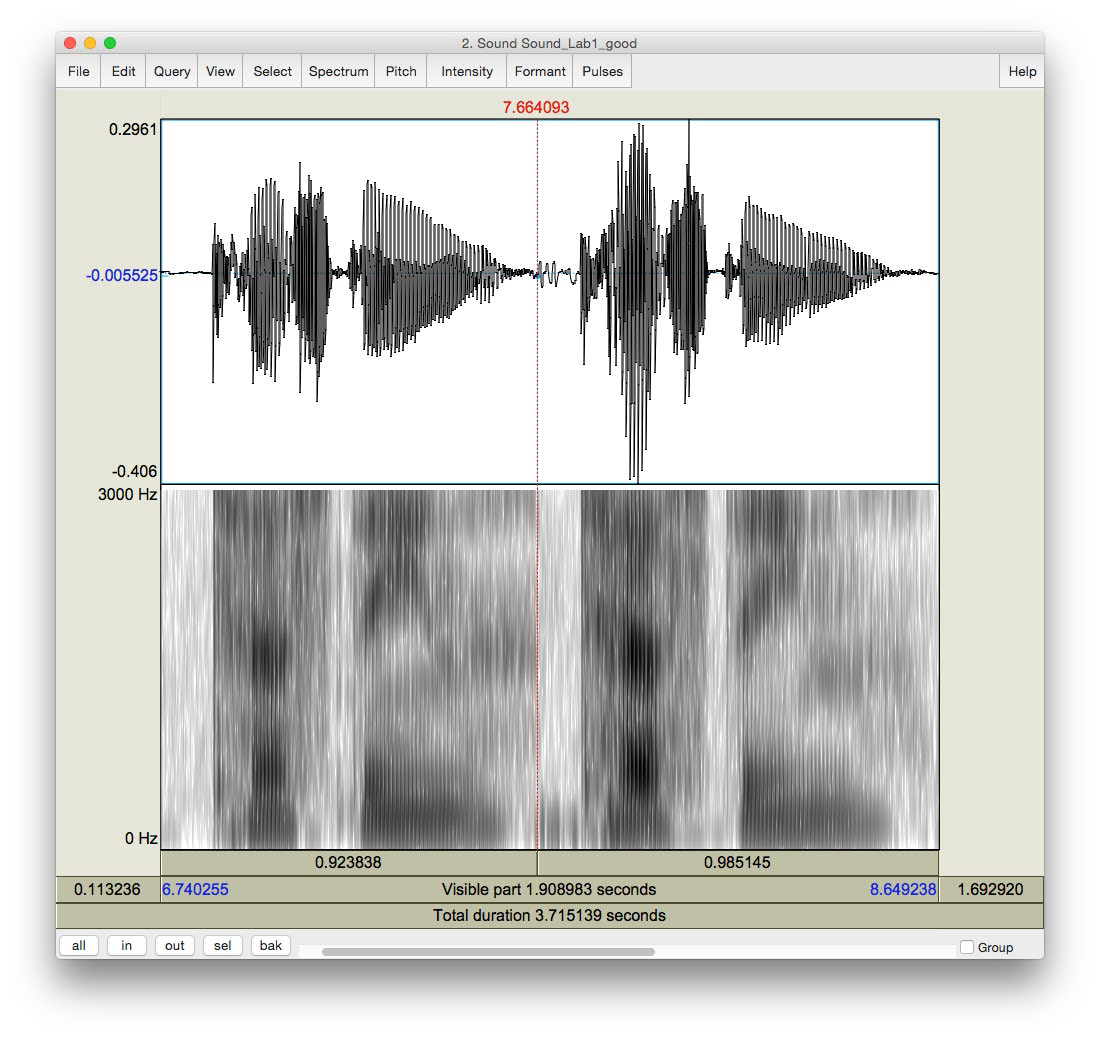 2. Sound Sound_Lab1_good
File Edit Query View Select Spectrum Pitch Intensity Formant Pulses Help
7.664093
0.2961
-0.005525
-0.406
3000 Hz
0 Hz
0.923838 0.985145
0.113236 6.740255 Visible part 1.908983 seconds 8.649238 1.692920
Total duration 3.715139 seconds
all in out sel bak Group